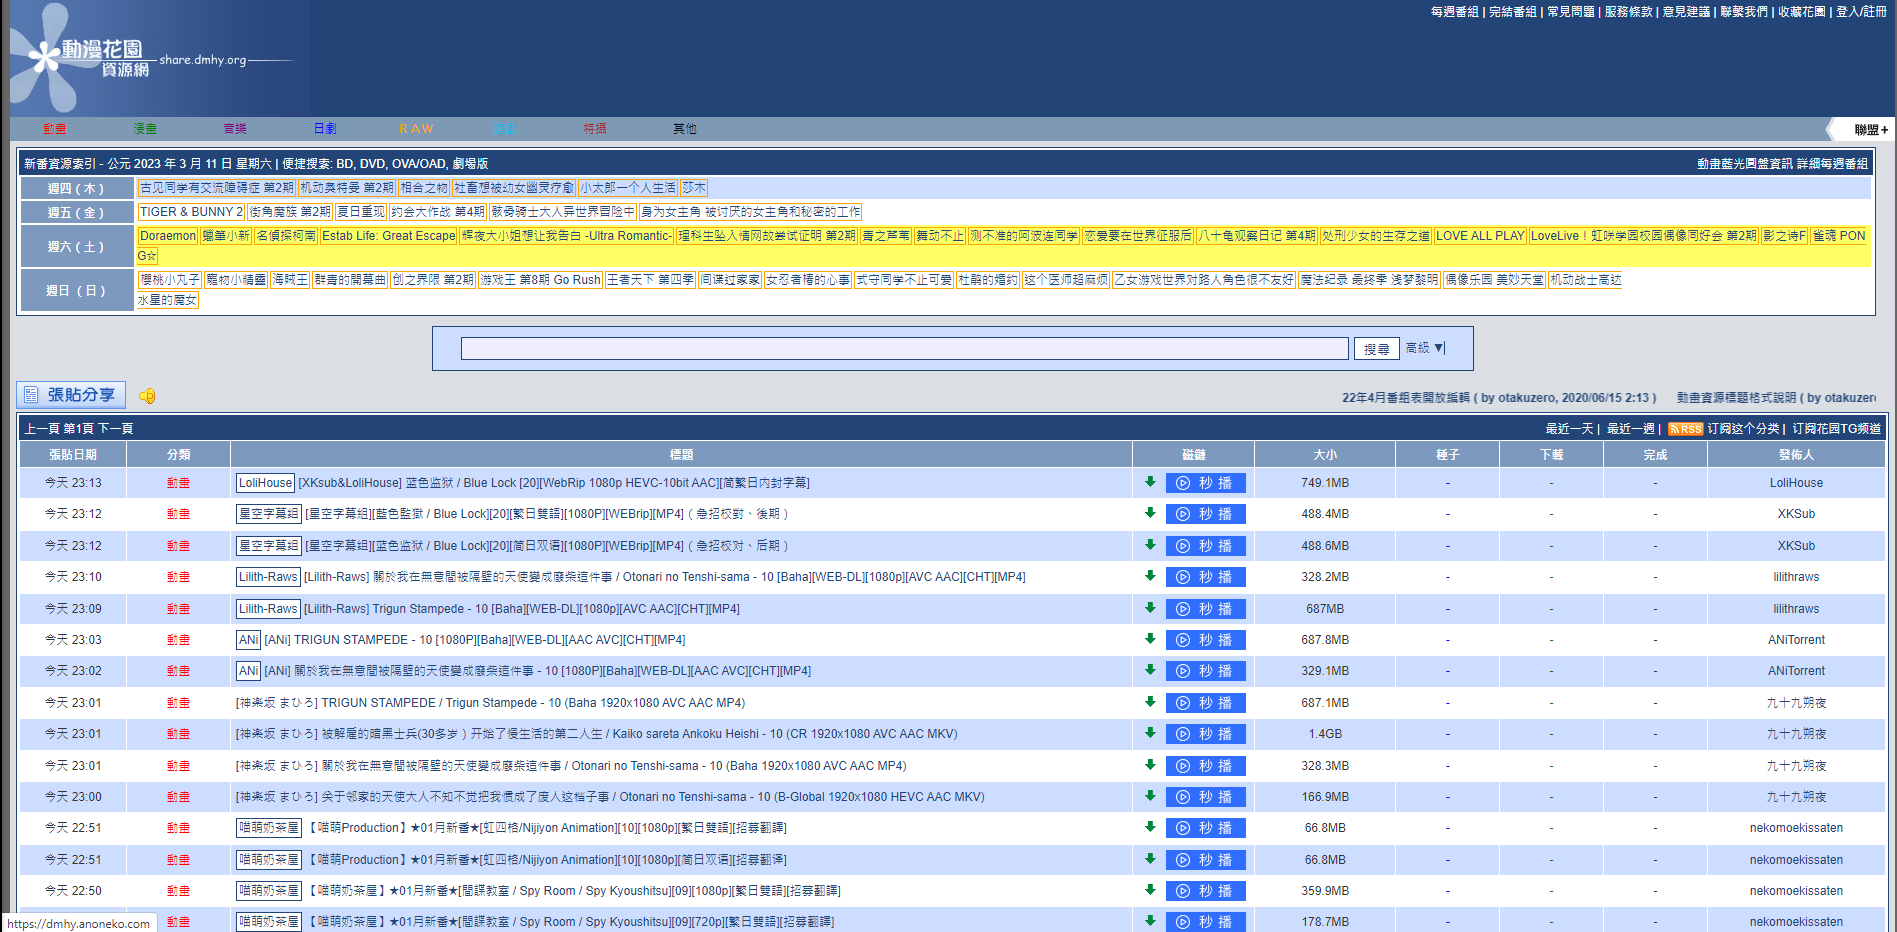 每週番組 | 完結番組 | 常見問題 | 服務條款 | 意見建議 | 聯繫我們 | 收藏花園 | 登入/註冊
動漫花園
資源網
share.dmhy.org
動畫 漫畫 音樂 日劇 RAW 特攝 其他 聯盟+
新番資源索引 - 公元 2023 年 3 月 11 日 星期六 | 便捷搜索: BD, DVD, OVA/OAD, 劇場版 動畫藍光圓盤資訊 詳細每週番組
週四 ( 木 ) 古见同学有交流障碍症 第2期 机动奥特曼 第2期 相合之物 社畜想被幼女幽灵疗愈 小太郎一个人生活 莎木
週五 ( 金 ) TIGER & BUNNY 2 街角魔族 第2期 夏日重现 约会大作战 第4期 骸骨骑士大人异世界冒险中 身为女主角 被讨厌的女主角和秘密的工作
週六 ( 土 ) Doraemon 蠟筆小新 名偵探柯南 Estab Life: Great Escape 辉夜大小姐想让我告白 -Ultra Romantic- 理科生坠入情网故尝试证明 第2期 青之芦苇 舞动不止 测不准的阿波连同学 恋爱要在世界征服后 八十龟观察日记 第4期 处刑少女的生存之道 LOVE ALL PLAY LoveLive！虹咲学园校园偶像同好会 第2期 影之诗F 雀魂 PON
G☆
週日 ( 日 ) 櫻桃小丸子 寵物小精靈 海賊王 群青的開幕曲 创之界限 第2期 游戏王 第8期 Go Rush 王者天下 第四季 间谍过家家 女忍者椿的心事 式守同学不止可爱 杜鹃的婚约 这个医师超麻烦 乙女游戏世界对路人角色很不友好 魔法纪录 最终季 浅梦黎明 偶像乐园 美妙天堂 机动战士高达
水星的魔女
搜尋 高級 ▼|
張貼分享
22年4月番組表開放編輯 ( by otakuzero, 2020/06/15 2:13 ) 動畫資源標題格式說明 ( by otakuzero
上一頁 第1頁 下一頁 最近一天 | 最近一週 | RSS 订阅这个分类 | 订阅花园TG频道
張貼日期 分類 標題 磁鏈 大小 種子 下載 完成 發佈人
今天 23:13 動畫 LoliHouse [XKsub&LoliHouse] 蓝色监狱 / Blue Lock [20][WebRip 1080p HEVC-10bit AAC][简繁日内封字幕] 秒播 749.1MB - - - LoliHouse
今天 23:12 動畫 星空字幕組 [星空字幕組][藍色監獄 / Blue Lock][20][繁日雙語][1080P][WEBrip][MP4]（急招校對、後期） 秒播 488.4MB - - - XKSub
今天 23:12 動畫 星空字幕組 [星空字幕組][蓝色监狱 / Blue Lock][20][简日双语][1080P][WEBrip][MP4]（急招校对、后期） 秒播 488.6MB - - - XKSub
今天 23:10 動畫 Lilith-Raws [Lilith-Raws] 關於我在無意間被隔壁的天使變成廢柴這件事 / Otonari no Tenshi-sama - 10 [Baha][WEB-DL][1080p][AVC AAC][CHT][MP4] 秒播 328.2MB - - - lilithraws
今天 23:09 動畫 Lilith-Raws [Lilith-Raws] Trigun Stampede - 10 [Baha][WEB-DL][1080p][AVC AAC][CHT][MP4] 秒播 687MB - - - lilithraws
今天 23:03 動畫 ANi [ANi] TRIGUN STAMPEDE - 10 [1080P][Baha][WEB-DL][AAC AVC][CHT][MP4] 秒播 687.8MB - - - ANiTorrent
今天 23:02 動畫 ANi [ANi] 關於我在無意間被隔壁的天使變成廢柴這件事 - 10 [1080P][Baha][WEB-DL][AAC AVC][CHT][MP4] 秒播 329.1MB - - - ANiTorrent
今天 23:01 動畫 [神楽坂 まひろ] TRIGUN STAMPEDE / Trigun Stampede - 10 (Baha 1920x1080 AVC AAC MP4) 秒播 687.1MB - - - 九十九朔夜
今天 23:01 動畫 [神楽坂 まひろ] 被解雇的暗黑士兵(30多岁）开始了慢生活的第二人生 / Kaiko sareta Ankoku Heishi - 10 (CR 1920x1080 AVC AAC MKV) 秒播 1.4GB - - - 九十九朔夜
今天 23:01 動畫 [神楽坂 まひろ] 關於我在無意間被隔壁的天使變成廢柴這件事 / Otonari no Tenshi-sama - 10 (Baha 1920x1080 AVC AAC MP4) 秒播 328.3MB - - - 九十九朔夜
今天 23:00 動畫 [神楽坂 まひろ] 关于邻家的天使大人不知不觉把我惯成了废人这档子事 / Otonari no Tenshi-sama - 10 (B-Global 1920x1080 HEVC AAC MKV) 秒播 166.9MB - - - 九十九朔夜
今天 22:51 動畫 喵萌奶茶屋 【喵萌Production】★01月新番★[虹四格/Nijiyon Animation][10][1080p][繁日雙語][招募翻譯] 秒播 66.8MB - - - nekomoekissaten
今天 22:51 動畫 喵萌奶茶屋 【喵萌Production】★01月新番★[虹四格/Nijiyon Animation][10][1080p][简日双语][招募翻译] 秒播 66.8MB - - - nekomoekissaten
今天 22:50 動畫 喵萌奶茶屋 【喵萌奶茶屋】★01月新番★[間諜教室 / Spy Room / Spy Kyoushitsu][09][1080p][繁日雙語][招募翻譯] 秒播 359.9MB - - - nekomoekissaten
動畫 喵萌奶茶屋 【喵萌奶茶屋】★01月新番★[間諜教室 / Spy Room / Spy Kyoushitsu][09][720p][繁日雙語][招募翻譯] 秒播 178.7MB - - - nekomoekissaten
https://dmhy.anoneko.com